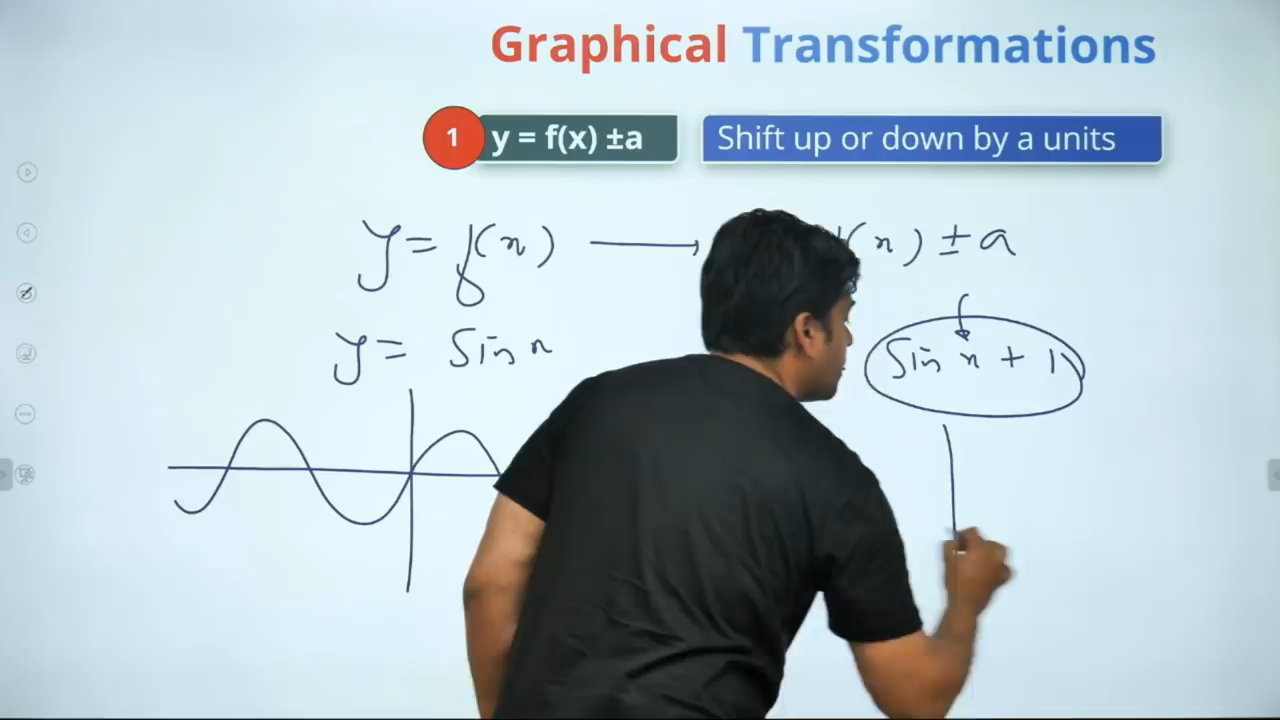 Graphical Transformations
1 y = f(x) ±a Shift up or down by a units
y = f(x) ⟶ (x) ± a
y = Sin x Sin x + 1